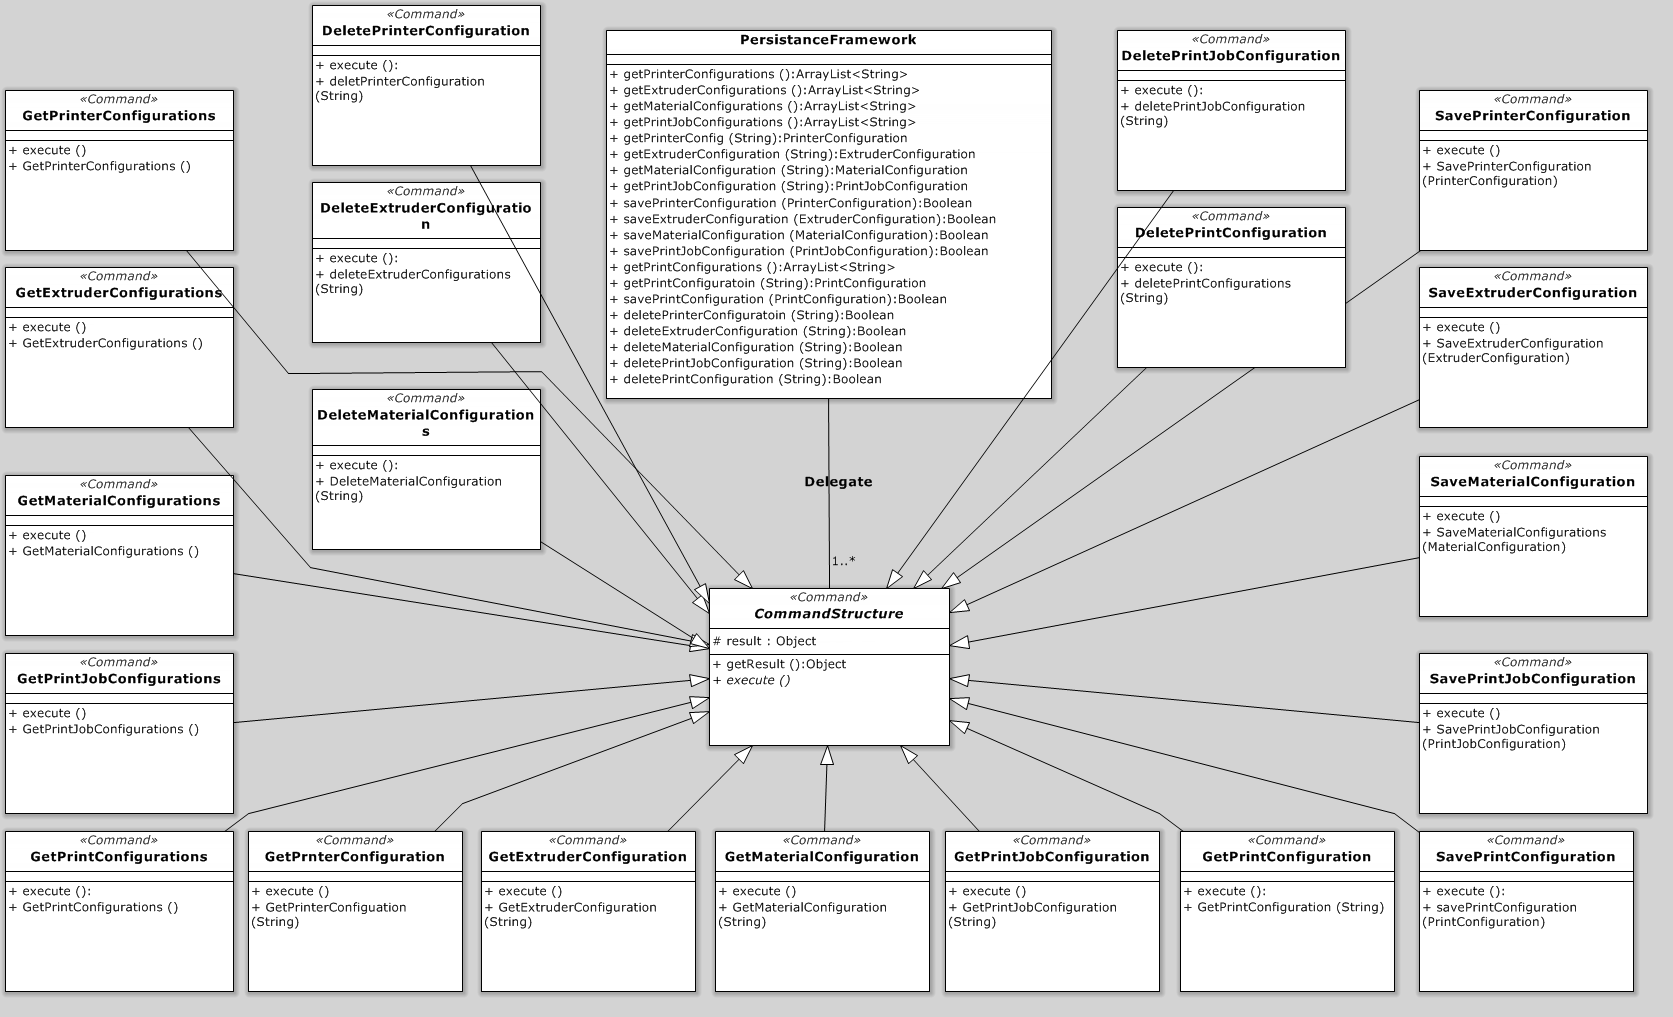 «Command»
DeletePrinterConfiguration
+ execute ():
+ deletPrinterConfiguration
(String)
PersistanceFramework
+ getPrinterConfigurations ():ArrayList<String>
+ getExtruderConfigurations ():ArrayList<String>
+ getMaterialConfigurations ():ArrayList<String>
+ getPrintJobConfigurations ():ArrayList<String>
+ getPrinterConfig (String):PrinterConfiguration
+ getExtruderConfiguration (String):ExtruderConfiguration
+ getMaterialConfiguration (String):MaterialConfiguration
+ getPrintJobConfiguration (String):PrintJobConfiguration
+ savePrinterConfiguration (PrinterConfiguration):Boolean
+ saveExtruderConfiguration (ExtruderConfiguration):Boolean
+ saveMaterialConfiguration (MaterialConfiguration):Boolean
+ savePrintJobConfiguration (PrintJobConfiguration):Boolean
+ getPrintConfigurations ():ArrayList<String>
+ getPrintConfiguratoin (String):PrintConfiguration
+ savePrintConfiguration (PrintConfiguration):Boolean
+ deletePrinterConfiguratoin (String):Boolean
+ deleteExtruderConfiguration (String):Boolean
+ deleteMaterialConfiguration (String):Boolean
+ deletePrintJobConfiguration (String):Boolean
+ deletePrintConfiguration (String):Boolean
«Command»
DeletePrintJobConfiguration
+ execute ():
+ deletePrintJobConfiguration
(String)
«Command»
GetPrinterConfigurations
+ execute ()
+ GetPrinterConfigurations ()
«Command»
SavePrinterConfiguration
+ execute ()
+ SavePrinterConfiguration
(PrinterConfiguration)
«Command»
DeleteExtruderConfiguratio
n
+ execute ():
+ deleteExtruderConfigurations
(String)
«Command»
DeletePrintConfiguration
+ execute ():
+ deletePrintConfigurations
(String)
«Command»
GetExtruderConfigurations
+ execute ()
+ GetExtruderConfigurations ()
«Command»
SaveExtruderConfiguration
+ execute ()
+ SaveExtruderConfiguration
(ExtruderConfiguration)
«Command»
DeleteMaterialConfiguration
s
+ execute ():
+ DeleteMaterialConfiguration
(String)
«Command»
GetMaterialConfigurations
+ execute ()
+ GetMaterialConfigurations ()
Delegate
1..*
«Command»
SaveMaterialConfiguration
+ execute ()
+ SaveMaterialConfigurations
(MaterialConfiguration)
«Command»
CommandStructure
# result : Object
+ getResult ():Object
+ execute ()
«Command»
GetPrintJobConfigurations
+ execute ()
+ GetPrintJobConfigurations ()
«Command»
SavePrintJobConfiguration
+ execute ()
+ SavePrintJobConfiguration
(PrintJobConfiguration)
«Command»
GetPrintConfigurations
+ execute ():
+ GetPrintConfigurations ()
«Command»
GetPrnterConfiguration
+ execute ()
+ GetPrinterConfiguation
(String)
«Command»
GetExtruderConfiguration
+ execute ()
+ GetExtruderConfiguration
(String)
«Command»
GetMaterialConfiguration
+ execute ()
+ GetMaterialConfiguration
(String)
«Command»
GetPrintJobConfiguration
+ execute ()
+ GetPrintJobConfiguration
(String)
«Command»
GetPrintConfiguration
+ execute ():
+ GetPrintConfiguration (String)
«Command»
SavePrintConfiguration
+ execute ():
+ savePrintConfiguration
(PrintConfiguration)